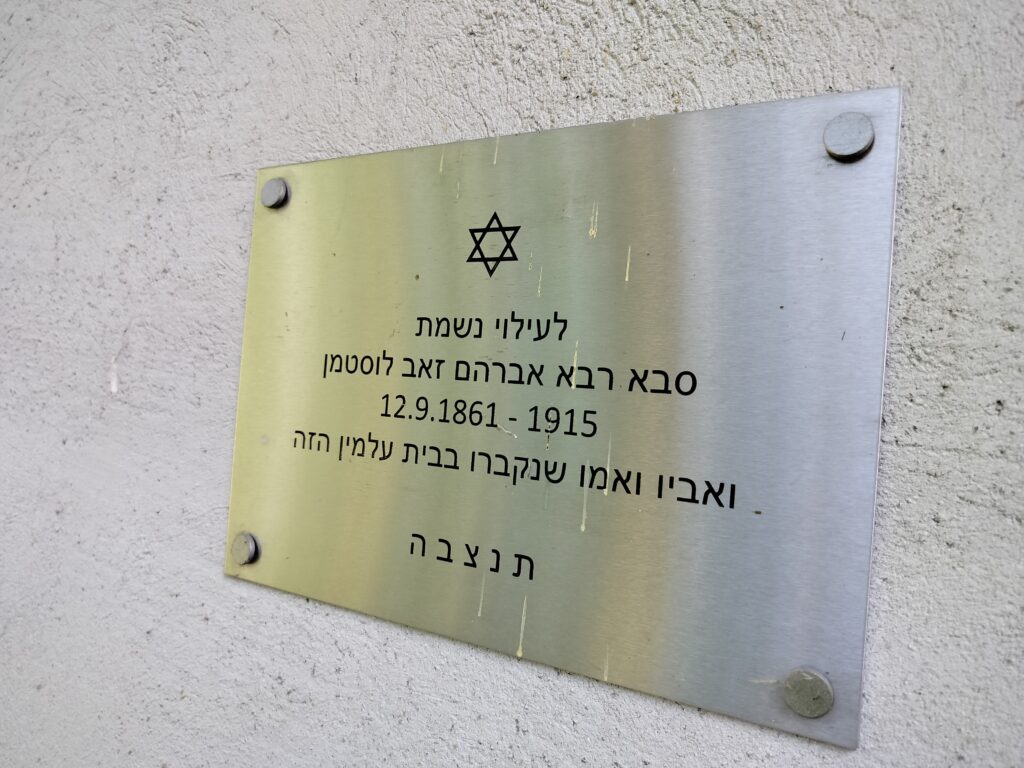 לעילוי נשמת
סבא רבא אברהם זאב לוסטמן
12.9.1861 - 1915
ואביו ואמו שנקברו בבית עלמין הזה
ת נ צ ב ה